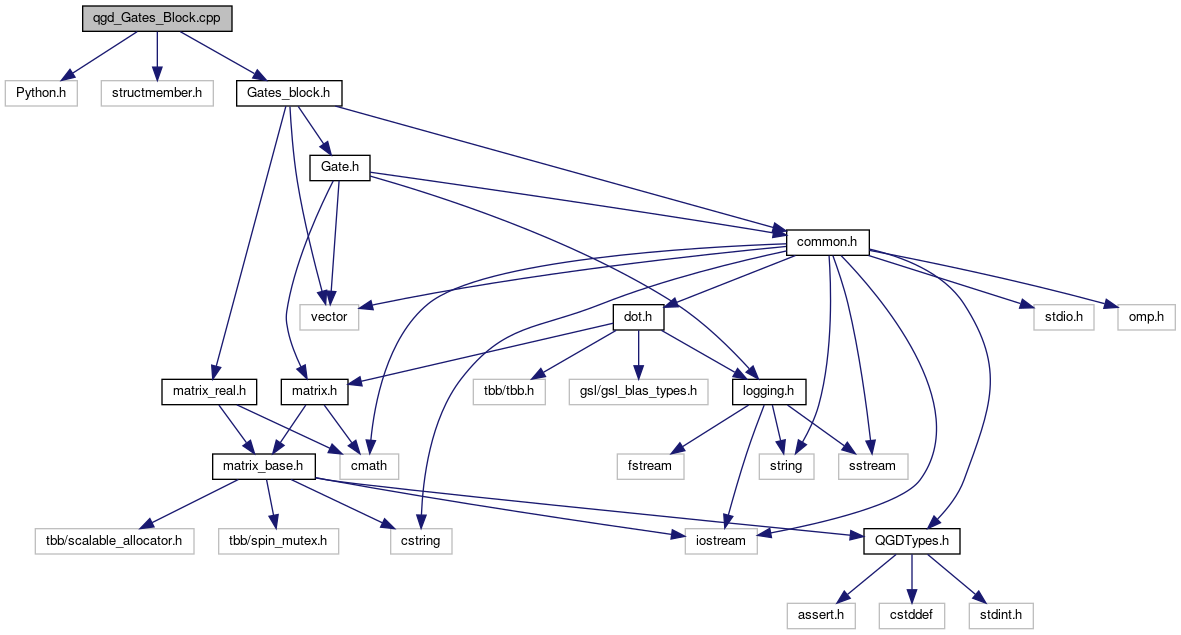 qgd_Gates_Block.cpp
Python.h
structmember.h
Gates_block.h
Gate.h
common.h
vector
dot.h
stdio.h
omp.h
matrix_real.h
matrix.h
tbb/tbb.h
gsl/gsl_blas_types.h
logging.h
matrix_base.h
cmath
fstream
string
sstream
tbb/scalable_allocator.h
tbb/spin_mutex.h
cstring
iostream
QGDTypes.h
assert.h
cstddef
stdint.h